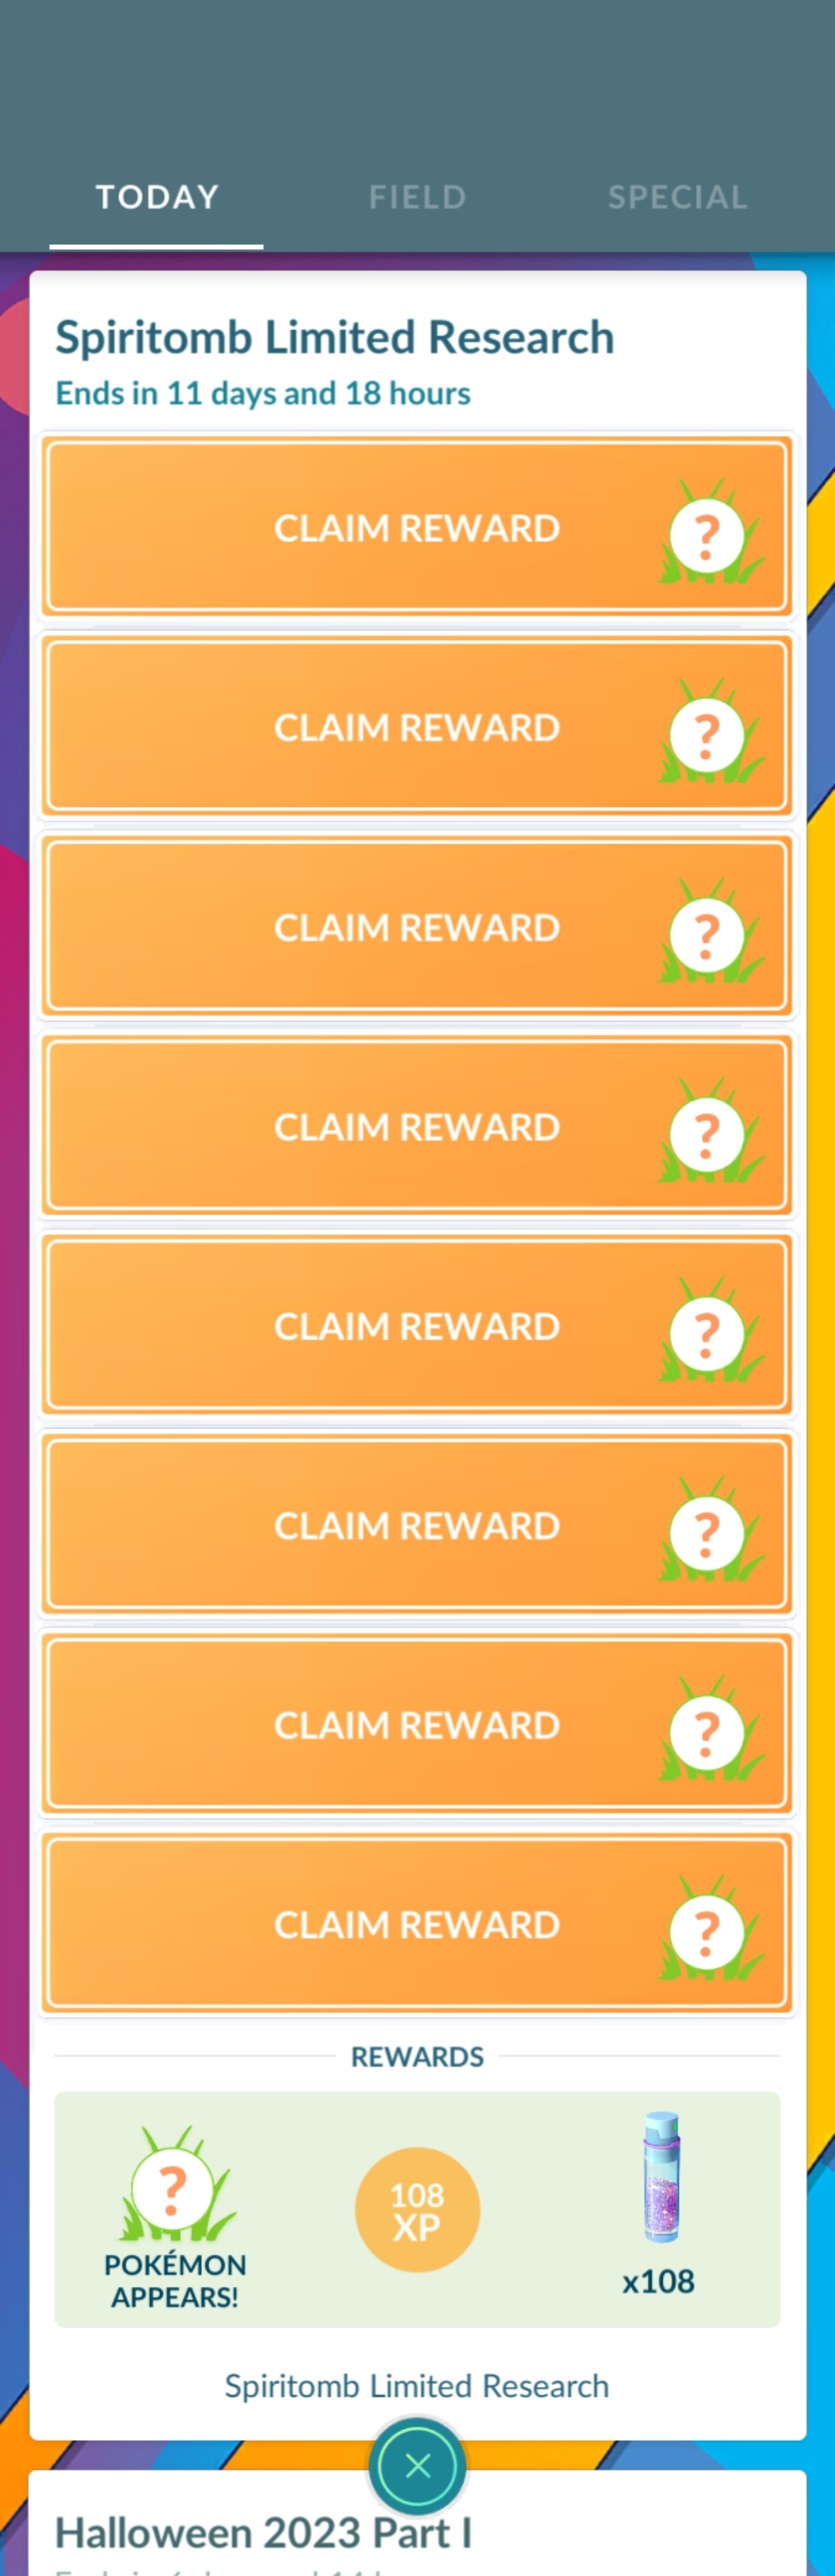 TODAY FIELD SPECIAL
Spiritomb Limited Research
Ends in 11 days and 18 hours
CLAIM REWARD ?
CLAIM REWARD ?
CLAIM REWARD ?
CLAIM REWARD ?
CLAIM REWARD ?
CLAIM REWARD ?
CLAIM REWARD ?
CLAIM REWARD ?
REWARDS
?
POKÉMON
APPEARS!
108
XP
x108
Spiritomb Limited Research
Halloween 2023 Part I